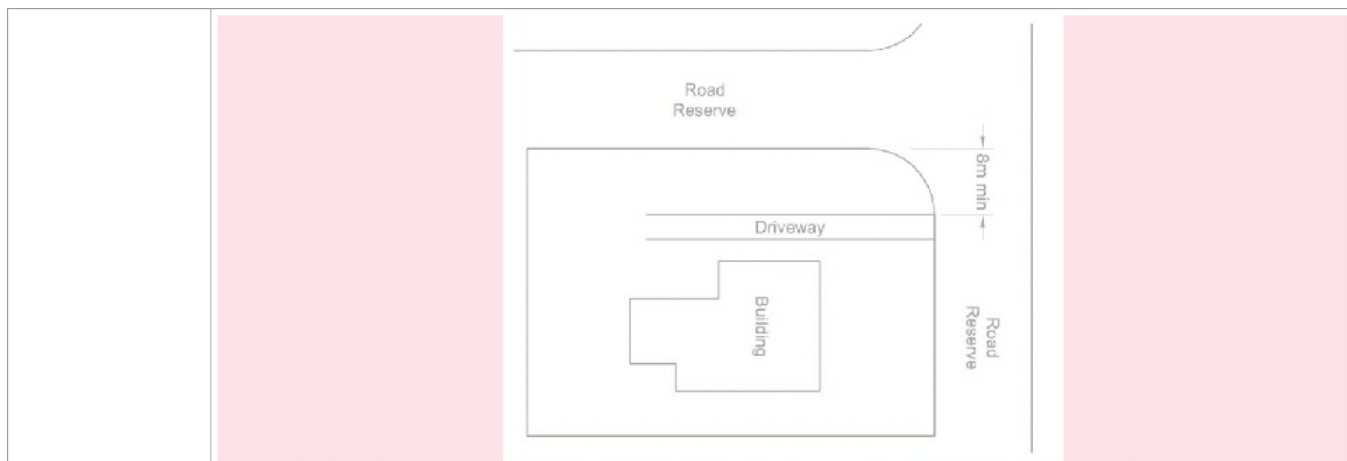 Road
Reserve
8m min
Driveway
Building
Road
Reserve